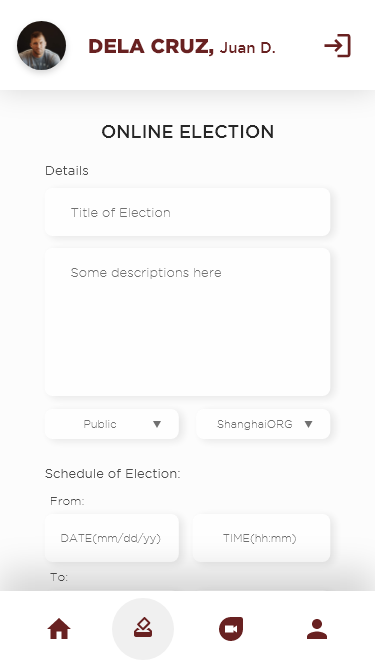 DELA CRUZ, Juan D.
ONLINE ELECTION
Details
Title of Election
Some descriptions here
Public ▼ ShanghaiORG ▼
Schedule of Election:
From:
DATE(mm/dd/yy) TIME(hh:mm)
To: